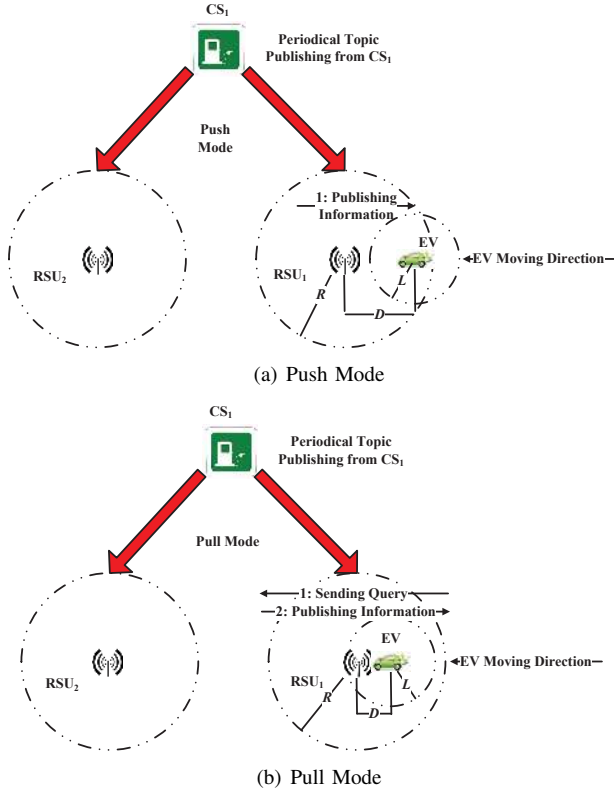 CS₁
Periodical Topic
Publishing from CS₁
Push
Mode
1: Publishing
Information
EV
RSU₂
RSU₁
EV Moving Direction
R
L
D
(a) Push Mode
CS₁
Periodical Topic
Publishing from CS₁
Pull Mode
1: Sending Query
2: Publishing Information
EV
EV Moving Direction
RSU₂
RSU₁
R
L
D
(b) Pull Mode